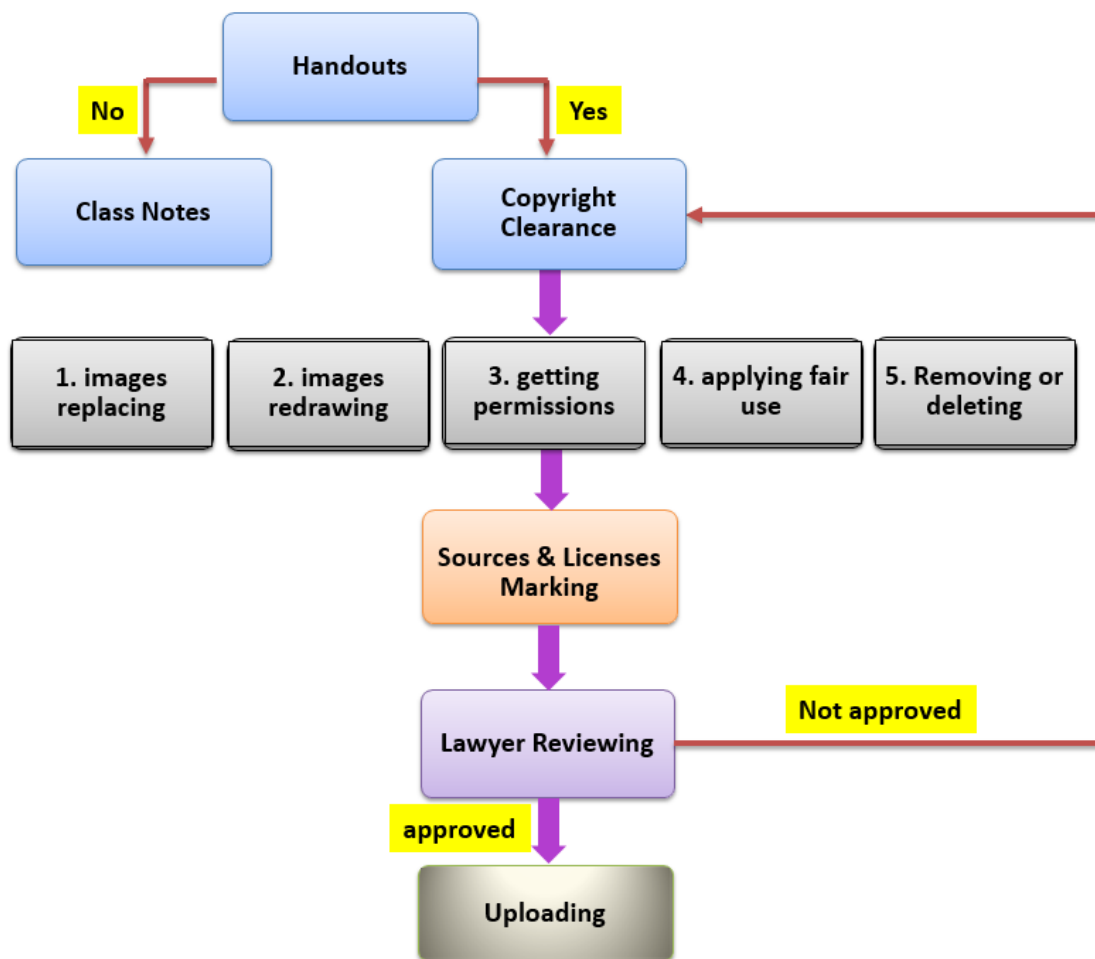 Handouts
No
Yes
Class Notes
Copyright
Clearance
1. images
replacing
2. images
redrawing
3. getting
permissions
4. applying fair
use
5. Removing or
deleting
Sources & Licenses
Marking
Not approved
Lawyer Reviewing
approved
Uploading